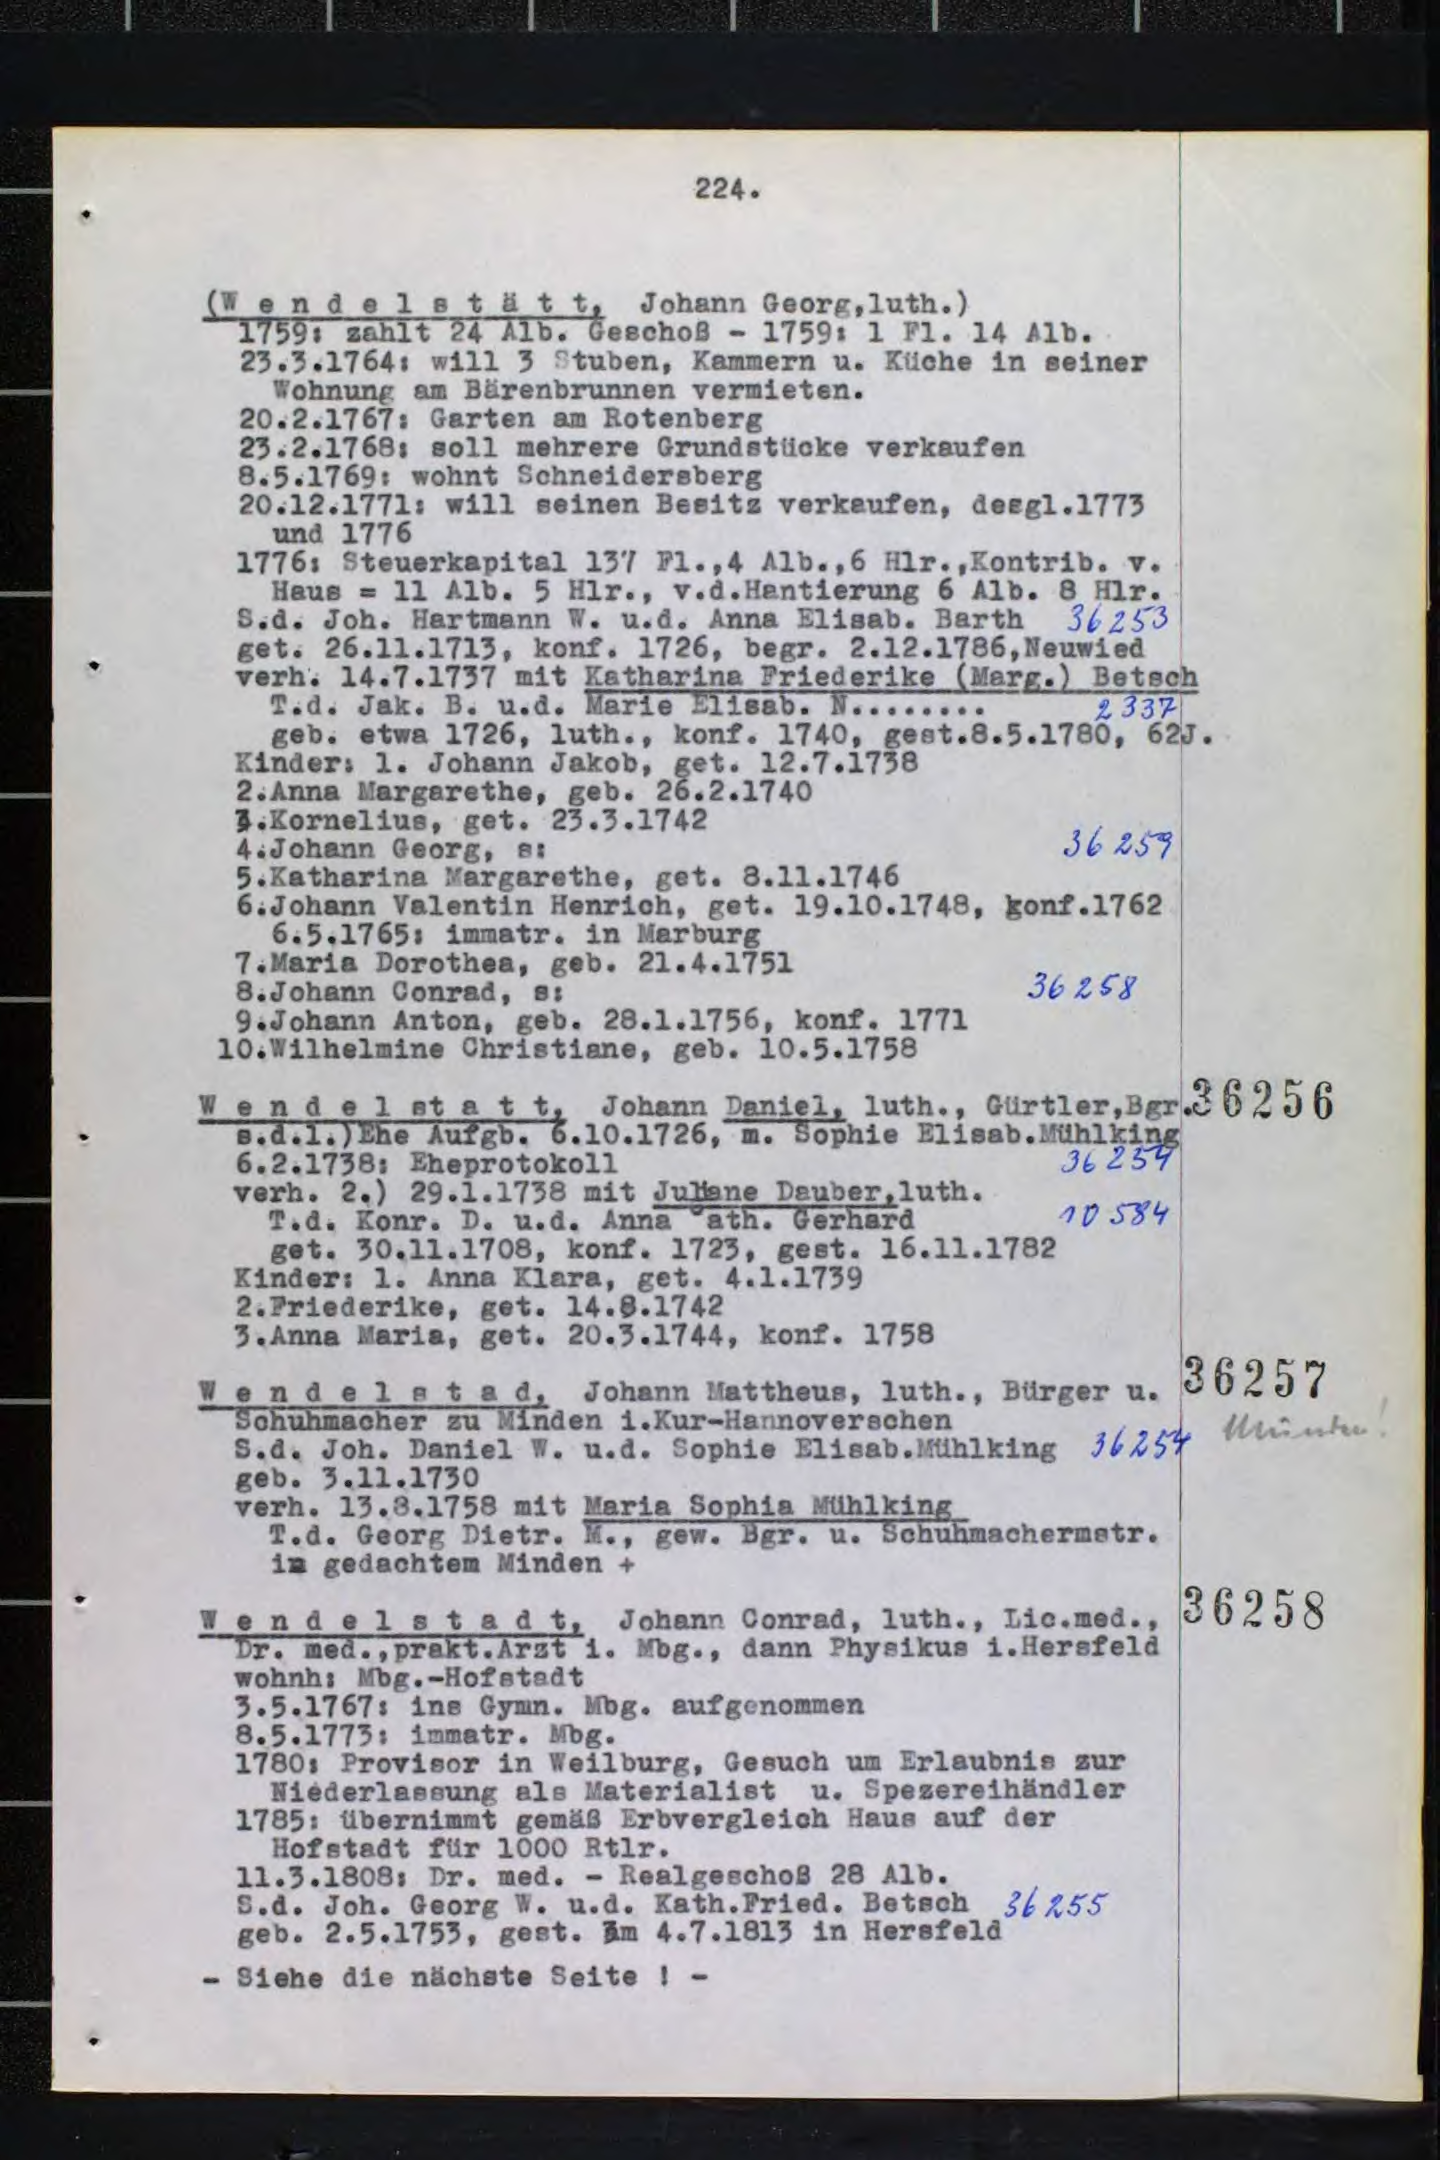 224.
(W e n d e l s t ä t t, Johann Georg,luth.)
1759: zahlt 24 Alb. Geschoß - 1759: 1 Fl. 14 Alb.
23.3.1764: will 3 Stuben, Kammern u. Küche in seiner
Wohnung am Bärenbrunnen vermieten.
20.2.1767: Garten am Rotenberg
23.2.1768: soll mehrere Grundstücke verkaufen
8.5.1769: wohnt Schneidersberg
20.12.1771: will seinen Besitz verkaufen, desgl.1773
und 1776
1776: Steuerkapital 137 Fl.,4 Alb.,6 Hlr.,Kontrib. v.
Haus = 11 Alb. 5 Hlr., v.d.Hantierung 6 Alb. 8 Hlr.
S.d. Joh. Hartmann W. u.d. Anna Elisab. Barth 36253
get. 26.11.1713, konf. 1726, begr. 2.12.1786,Neuwied
verh. 14.7.1737 mit Katharina Friederike (Marg.) Betsch
T.d. Jak. B. u.d. Marie Elisab. N........ 2337
geb. etwa 1726, luth., konf. 1740, gest.8.5.1780, 62J.
Kinder: 1. Johann Jakob, get. 12.7.1738
2.Anna Margarethe, geb. 26.2.1740
3.Kornelius, get. 23.3.1742
4.Johann Georg, s: 36259
5.Katharina Margarethe, get. 8.11.1746
6.Johann Valentin Henrich, get. 19.10.1748, konf.1762
6.5.1765: immatr. in Marburg
7.Maria Dorothea, geb. 21.4.1751
8.Johann Conrad, s: 36258
9.Johann Anton, geb. 28.1.1756, konf. 1771
10.Wilhelmine Christiane, geb. 10.5.1758
W e n d e l st a t t, Johann Daniel, luth., Gürtler,Bgr. 36256
s.d.1.)Ehe Aufgb. 6.10.1726, m. Sophie Elisab.Mühlking
6.2.1738: Eheprotokoll 36254
verh. 2.) 29.1.1738 mit Juliane Dauber,luth.
T.d. Konr. D. u.d. Anna Cath. Gerhard 10584
get. 30.11.1708, konf. 1723, gest. 16.11.1782
Kinder: 1. Anna Klara, get. 4.1.1739
2.Friederike, get. 14.8.1742
3.Anna Maria, get. 20.3.1744, konf. 1758
W e n d e l s t a d, Johann Mattheus, luth., Bürger u. 36257
Schuhmacher zu Minden i.Kur-Hannoverschen Münden!
S.d. Joh. Daniel W. u.d. Sophie Elisab.Mühlking 36254
geb. 3.11.1730
verh. 13.8.1758 mit Maria Sophia Mühlking
T.d. Georg Dietr. M., gew. Bgr. u. Schuhmachermstr.
in gedachtem Minden +
W e n d e l s t a d t, Johann Conrad, luth., Lic.med., 36258
Dr. med.,prakt.Arzt i. Mbg., dann Physikus i.Hersfeld
wohnh: Mbg.-Hofstadt
3.5.1767: ins Gymn. Mbg. aufgenommen
8.5.1773: immatr. Mbg.
1780: Provisor in Weilburg, Gesuch um Erlaubnis zur
Niederlassung als Materialist u. Spezereihändler
1785: übernimmt gemäß Erbvergleich Haus auf der
Hofstadt für 1000 Rtlr.
11.3.1808: Dr. med. - Realgeschoß 28 Alb.
S.d. Joh. Georg W. u.d. Kath.Fried. Betsch 36255
geb. 2.5.1753, gest. am 4.7.1813 in Hersfeld
- Siehe die nächste Seite ! -